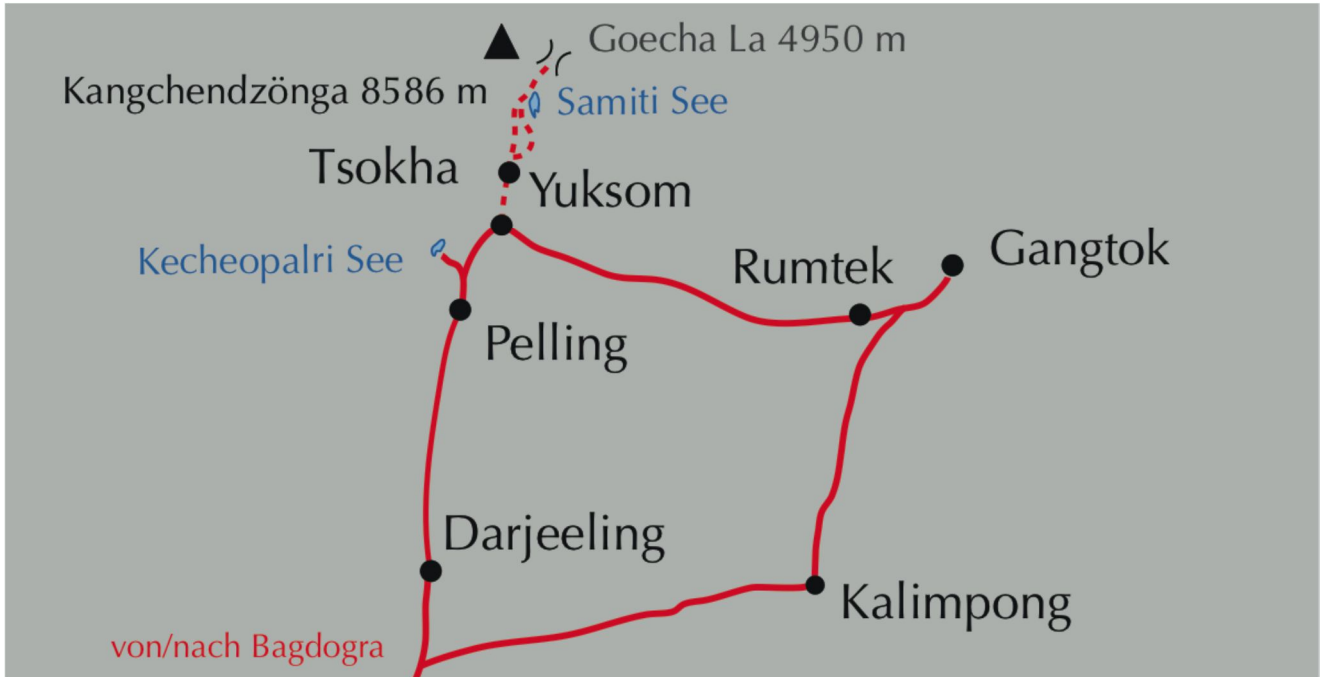 Goecha La 4950 m
Kangchendzönga 8586 m
Samiti See
Tsokha
Yuksom
Kecheopalri See
Rumtek
Gangtok
Pelling
Darjeeling
Kalimpong
von/nach Bagdogra